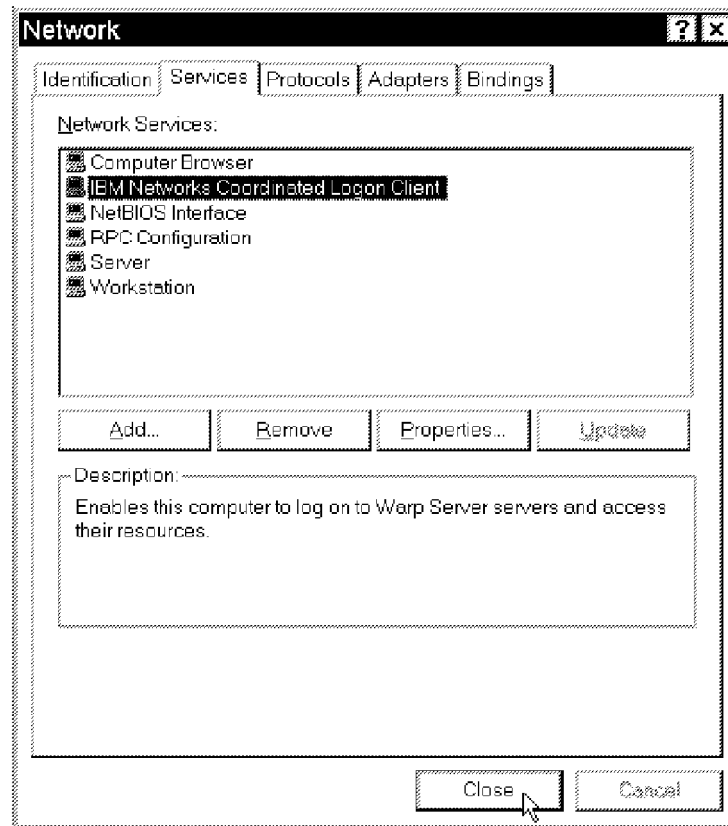 Network
Identification Services Protocols Adapters Bindings
Network Services:
Computer Browser
IBM Networks Coordinated Logon Client
NetBIOS Interface
RPC Configuration
Server
Workstation
Add... Remove Properties... Update
Description:
Enables this computer to log on to Warp Server servers and access
their resources.
Close Cancel